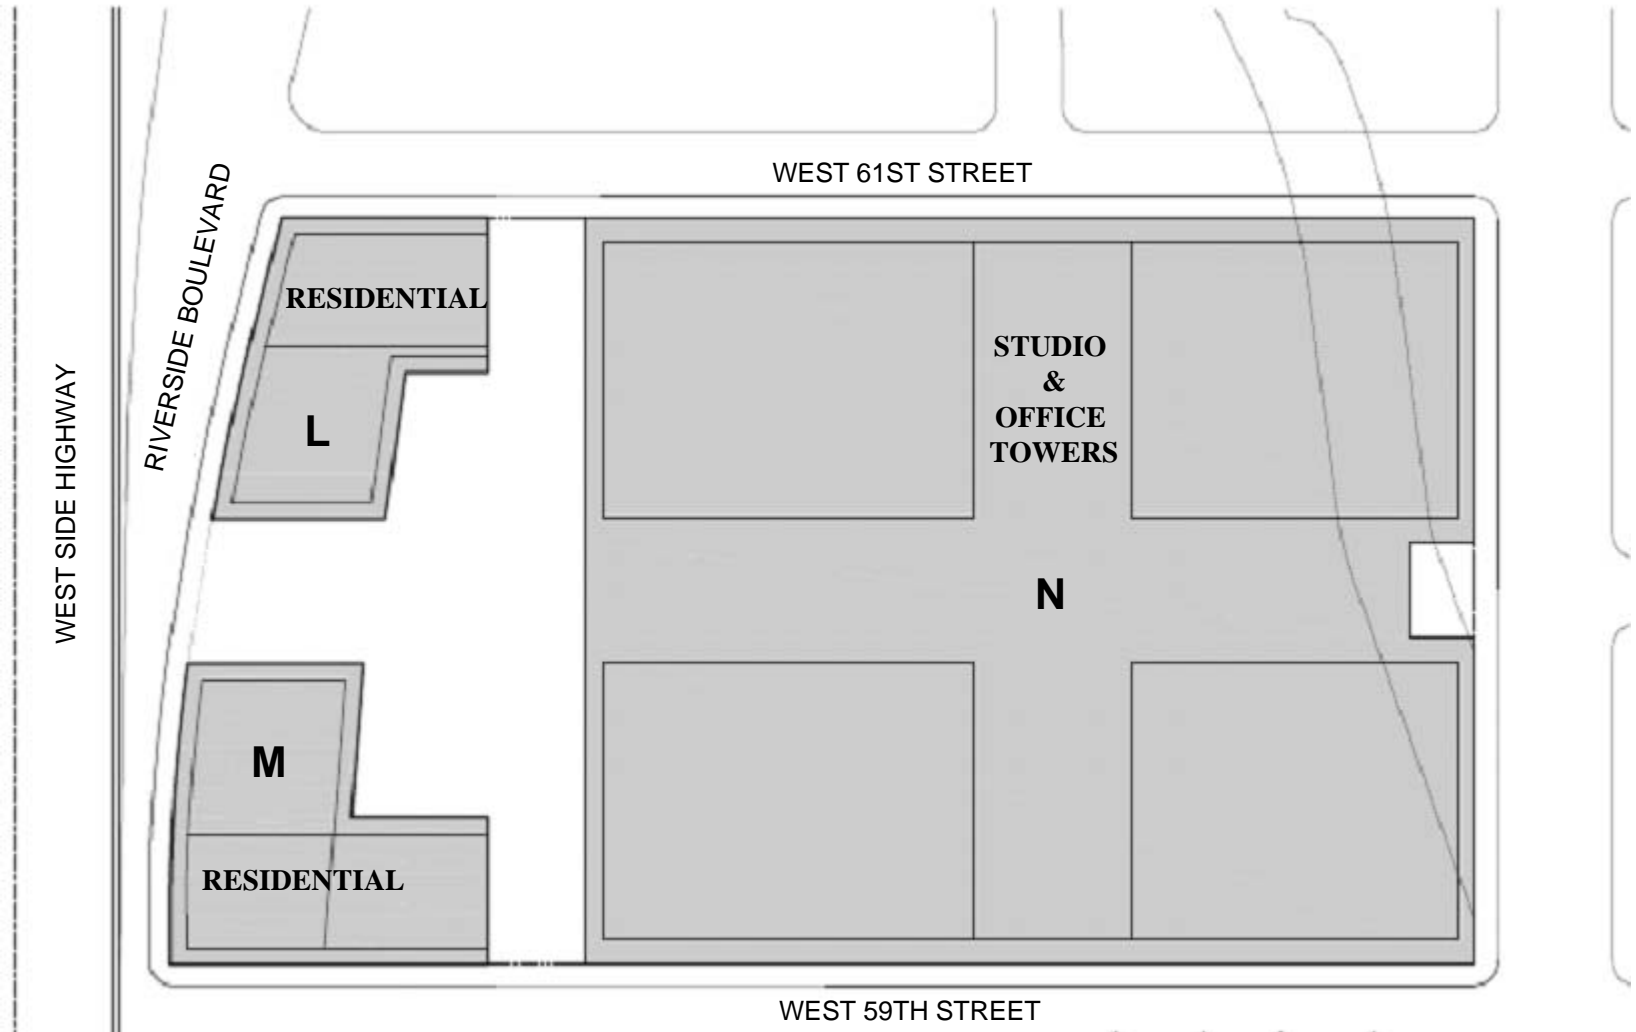 WEST 61ST STREET
RIVERSIDE BOULEVARD
WEST SIDE HIGHWAY
RESIDENTIAL
L
STUDIO
&
OFFICE
TOWERS
N
M
RESIDENTIAL
WEST 59TH STREET